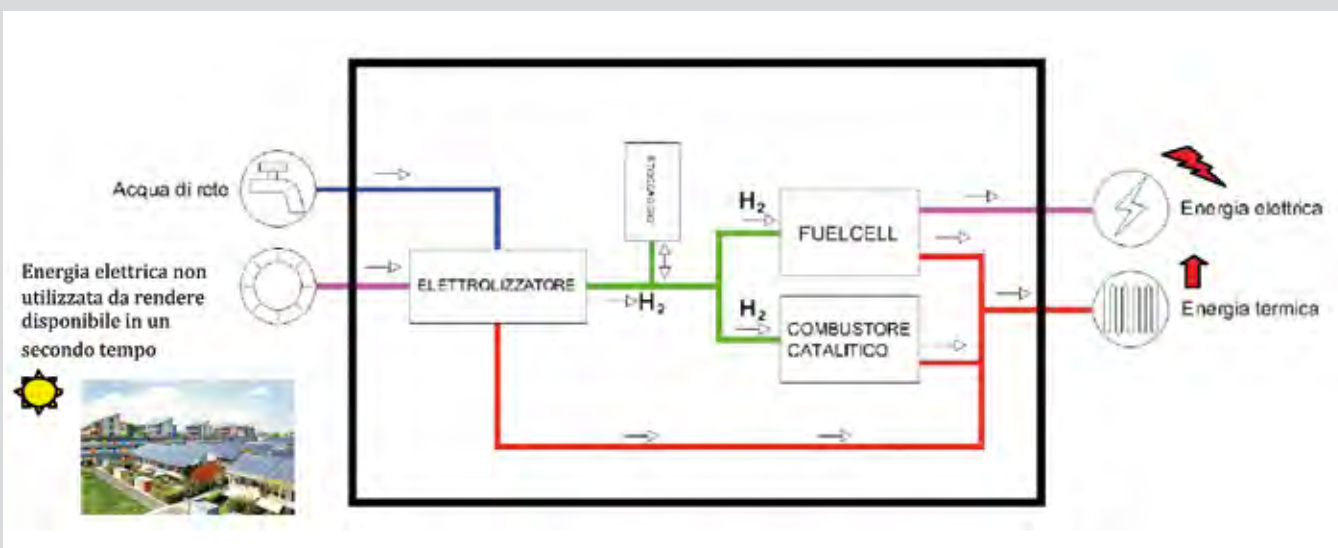 Acqua di rete
Energia elettrica non
utilizzata da rendere
disponibile in un
secondo tempo
ELETTROLIZZATORE
H2
STOCCAGGIO
H2
FUELCELL
H2
COMBUSTORE
CATALITICO
Energia elettrica
Energia termica